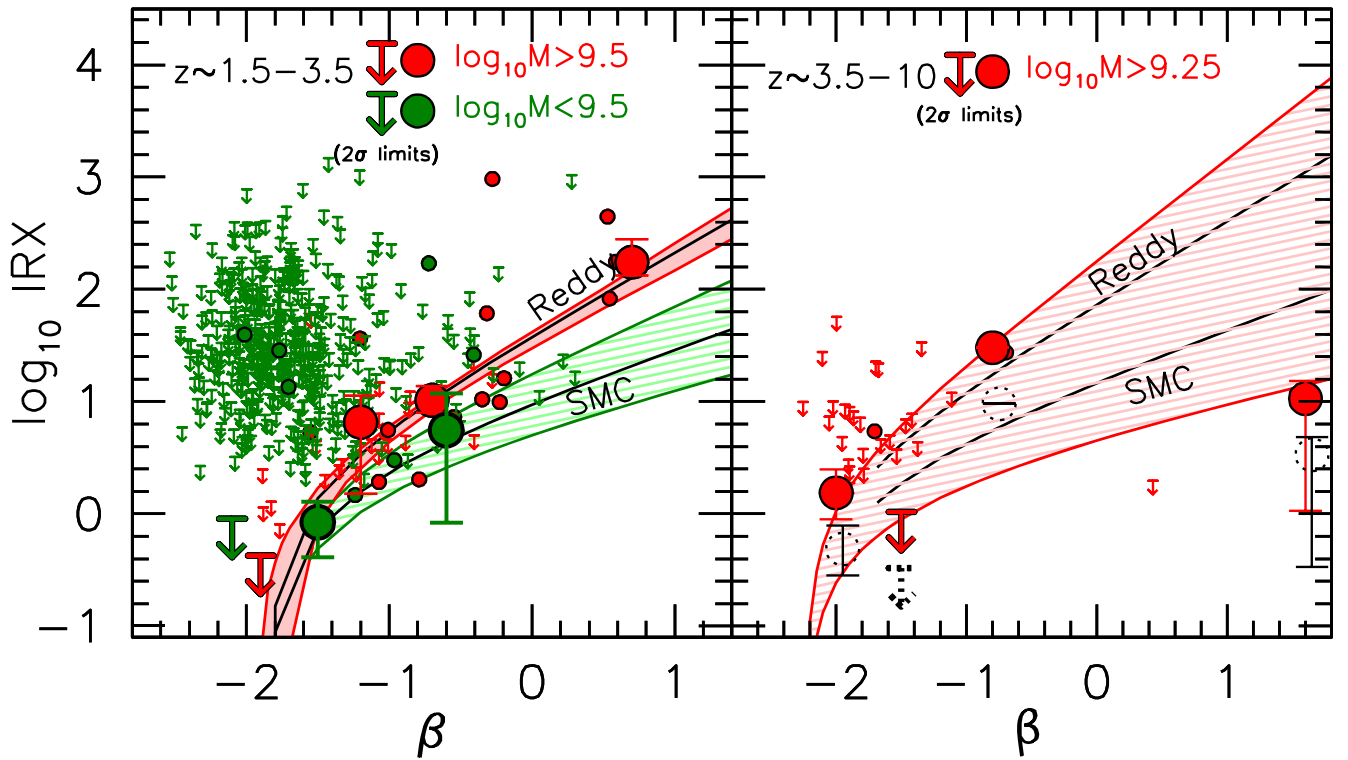 z~1.5−3.5
log₁₀M>9.5
log₁₀M<9.5
(2σ limits)
z~3.5−10
log₁₀M>9.25
(2σ limits)
log₁₀ IRX
4
3
2
1
0
−1
Reddy
SMC
Reddy
SMC
−2 −1 0 1
−2 −1 0 1
β
β